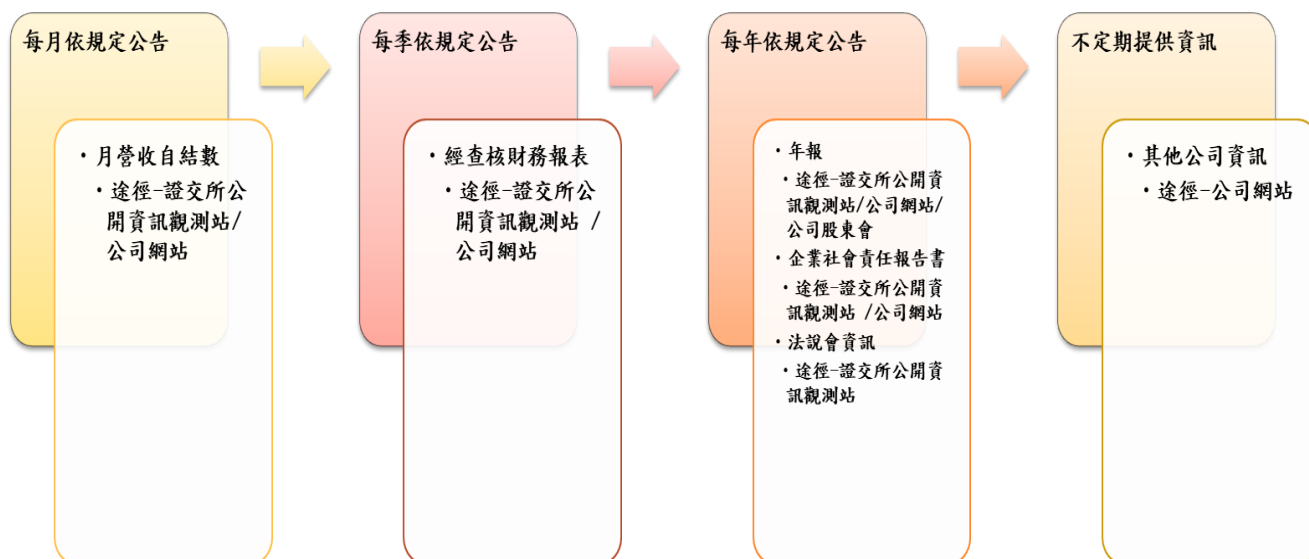 每月依規定公告
・月營收自結數
・途徑-證交所公
開資訊觀測站/
公司網站
每季依規定公告
・經查核財務報表
・途徑-證交所公
開資訊觀測站 /
公司網站
每年依規定公告
・年報
・途徑-證交所公開資
訊觀測站/公司網站/
公司股東會
・企業社會責任報告書
・途徑-證交所公開資
訊觀測站 /公司網站
・法說會資訊
・途徑-證交所公開資
訊觀測站
不定期提供資訊
・其他公司資訊
・途徑-公司網站